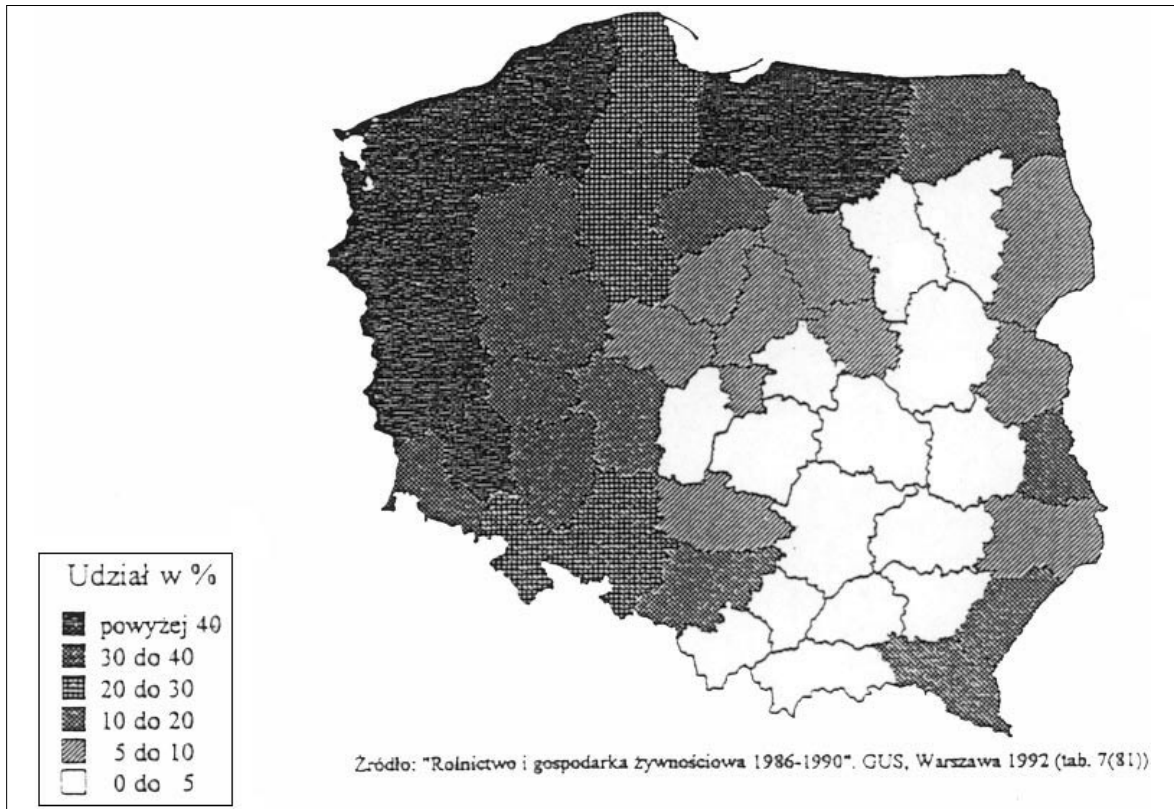 Udział w %
powyżej 40
30 do 40
20 do 30
10 do 20
5 do 10
0 do 5
Źródło: "Rolnictwo i gospodarka żywnościowa 1986-1990". GUS, Warszawa 1992 (tab. 7(81))